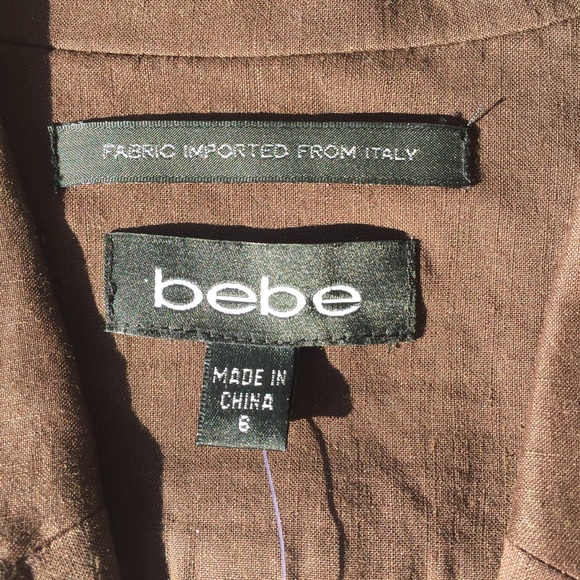 FABRIC IMPORTED FROM ITALY
bebe
MADE IN
CHINA
6